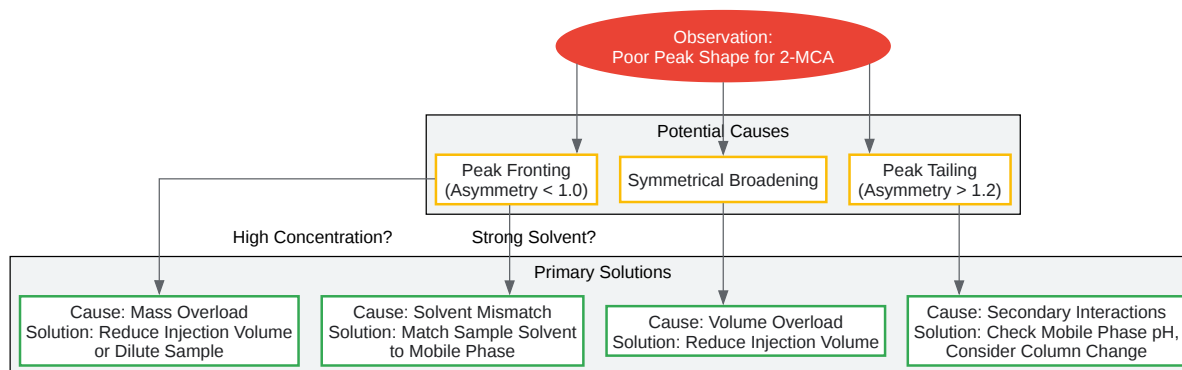 Observation:
Poor Peak Shape for 2-MCA
Potential Causes
Peak Fronting
(Asymmetry < 1.0)
Symmetrical Broadening
Peak Tailing
(Asymmetry > 1.2)
High Concentration?
Strong Solvent?
Primary Solutions
Cause: Mass Overload
Solution: Reduce Injection Volume
or Dilute Sample
Cause: Solvent Mismatch
Solution: Match Sample Solvent
to Mobile Phase
Cause: Volume Overload
Solution: Reduce Injection Volume
Cause: Secondary Interactions
Solution: Check Mobile Phase pH,
Consider Column Change